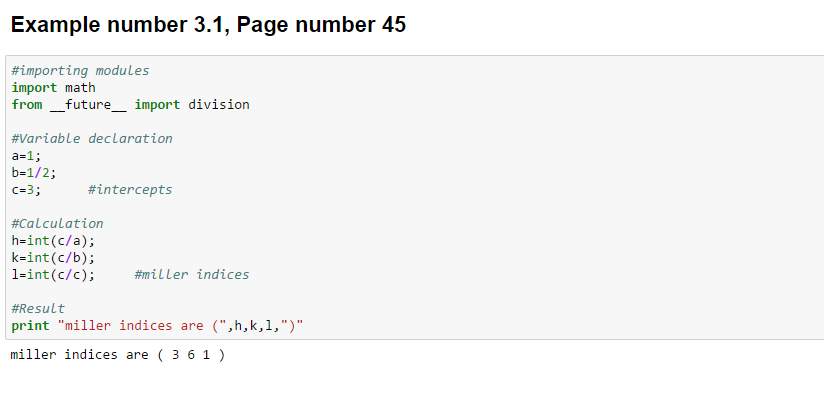 Example number 3.1, Page number 45
#importing modules
import math
from __future__ import division
#Variable declaration
a=1;
b=1/2;
c=3;      #intercepts
#Calculation
h=int(c/a);
k=int(c/b);
l=int(c/c);     #miller indices
#Result
print "miller indices are (",h,k,l,")"
miller indices are ( 3 6 1 )